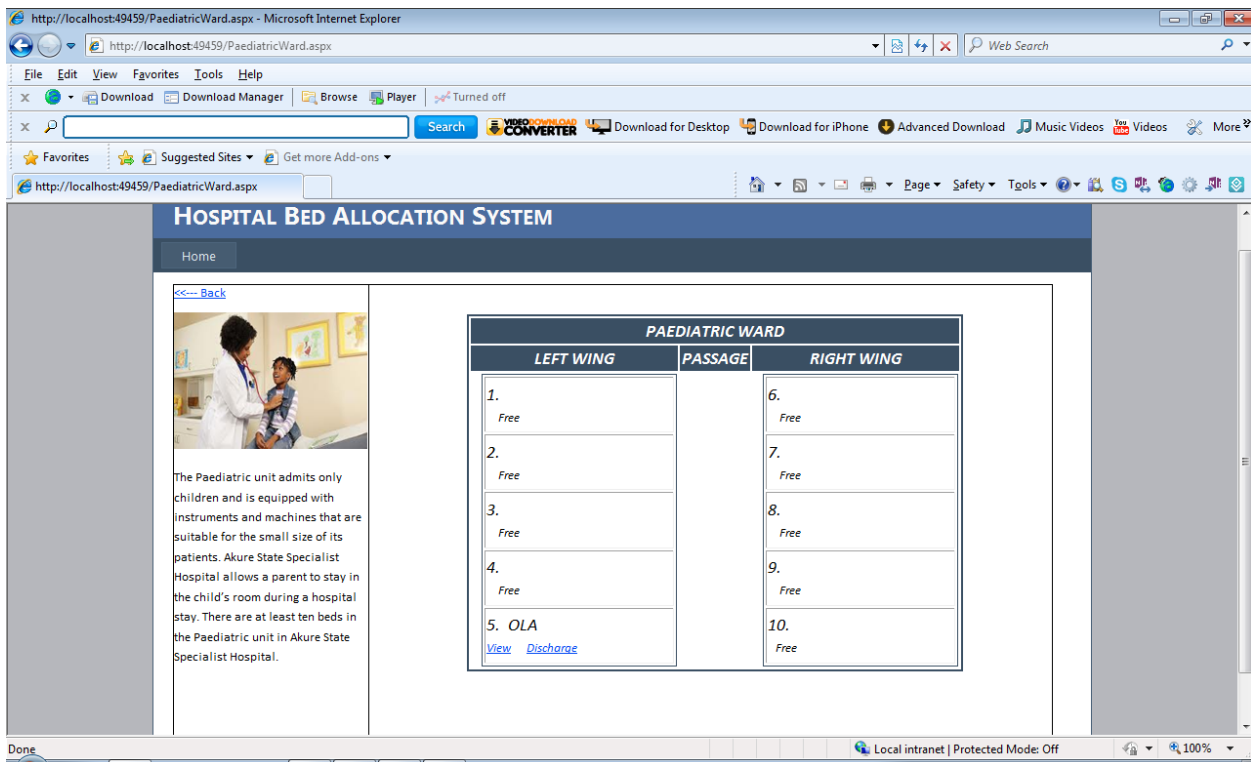 http://localhost:49459/PaediatricWard.aspx - Microsoft Internet Explorer
http://localhost:49459/PaediatricWard.aspx
Web Search
File Edit View Favorites Tools Help
x Download Download Manager Browse Player Turned off
x Search VIDEO DOWNLOAD CONVERTER Download for Desktop Download for iPhone Advanced Download Music Videos You Tube Videos More
Favorites Suggested Sites Get more Add-ons
http://localhost:49459/PaediatricWard.aspx Page Safety Tools
HOSPITAL BED ALLOCATION SYSTEM
Home
<<--- Back
The Paediatric unit admits only
children and is equipped with
instruments and machines that are
suitable for the small size of its
patients. Akure State Specialist
Hospital allows a parent to stay in
the child's room during a hospital
stay. There are at least ten beds in
the Paediatric unit in Akure State
Specialist Hospital.
PAEDIATRIC WARD
LEFT WING PASSAGE RIGHT WING
1.
Free
2.
Free
3.
Free
4.
Free
5. OLA
View Discharge
6.
Free
7.
Free
8.
Free
9.
Free
10.
Free
Done Local intranet | Protected Mode: Off 100%